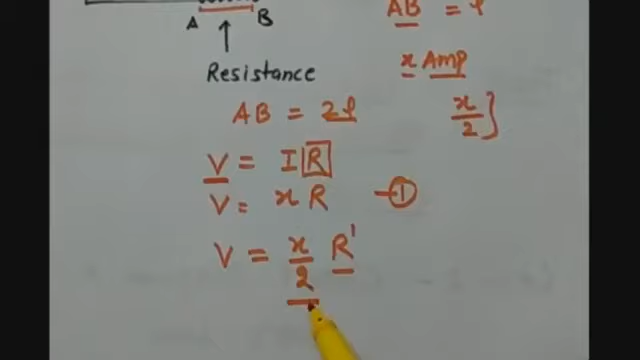 A B AB = l
Resistance x Amp
AB = 2l x/2}
V = I R
V = x R —①
V = x/2 R'